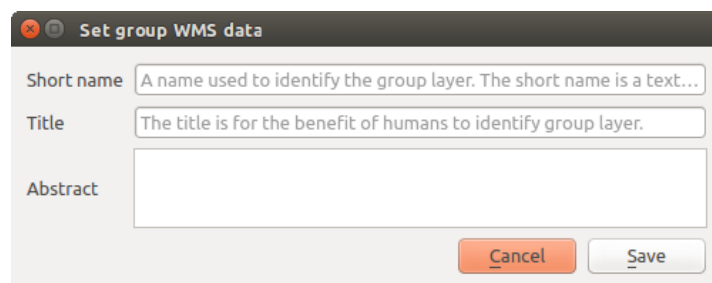 Set group WMS data
Short name A name used to identify the group layer. The short name is a text...
Title The title is for the benefit of humans to identify group layer.
Abstract
Cancel Save